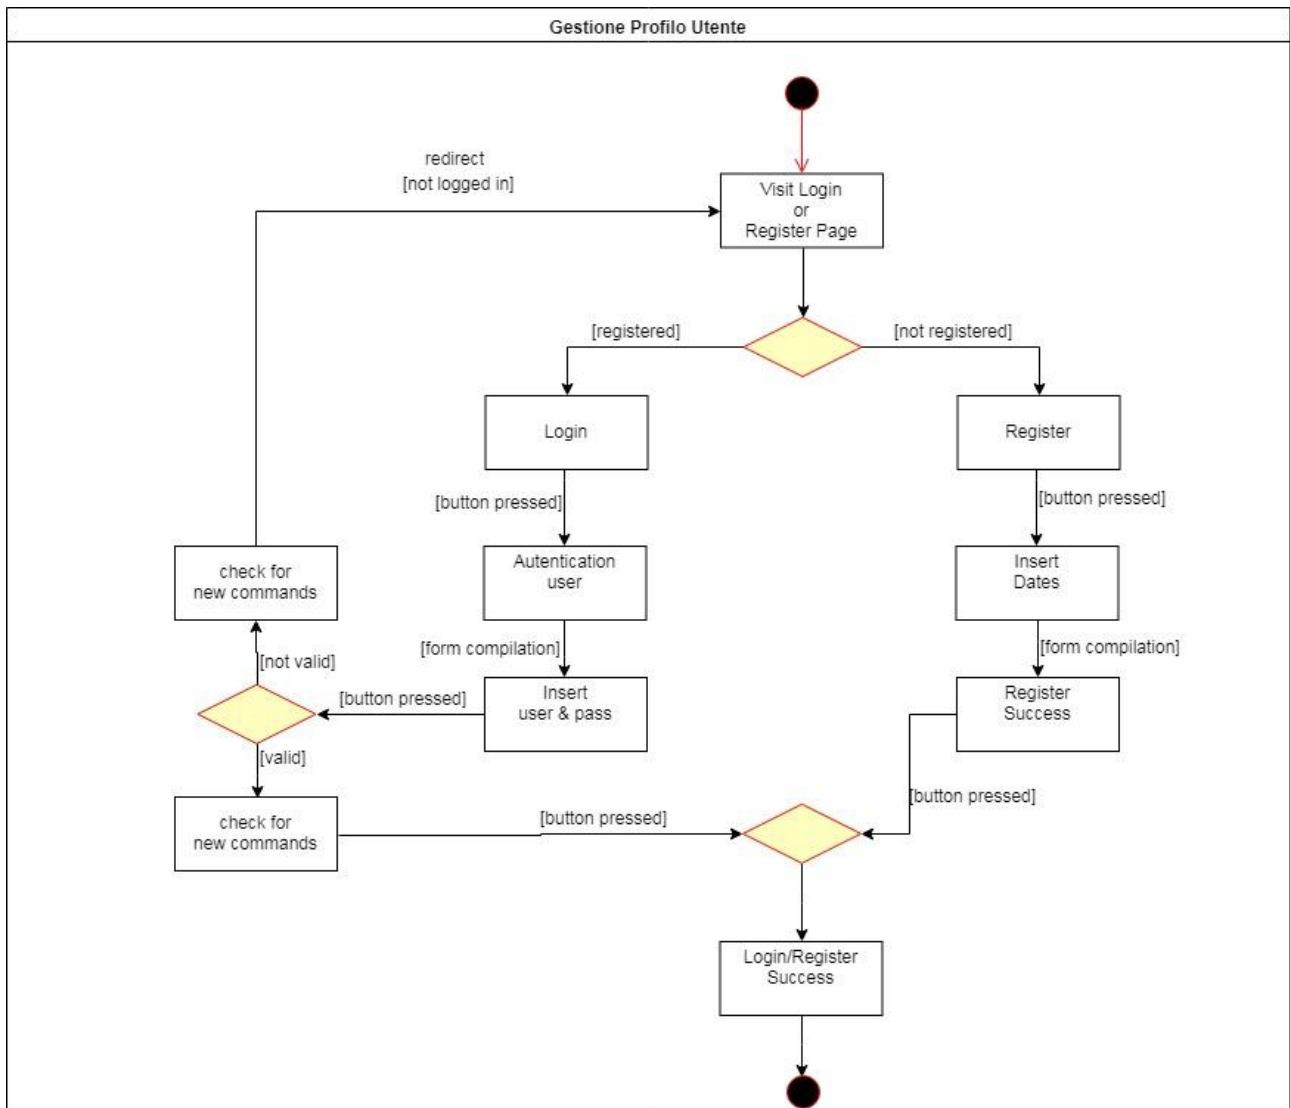 Gestione Profilo Utente
redirect
[not logged in]
Visit Login
or
Register Page
[registered]
[not registered]
Login
Register
[button pressed]
[button pressed]
check for
new commands
Autentication
user
Insert
Dates
[form compilation]
[form compilation]
[not valid]
[button pressed]
Insert
user & pass
Register
Success
[valid]
check for
new commands
[button pressed]
[button pressed]
Login/Register
Success